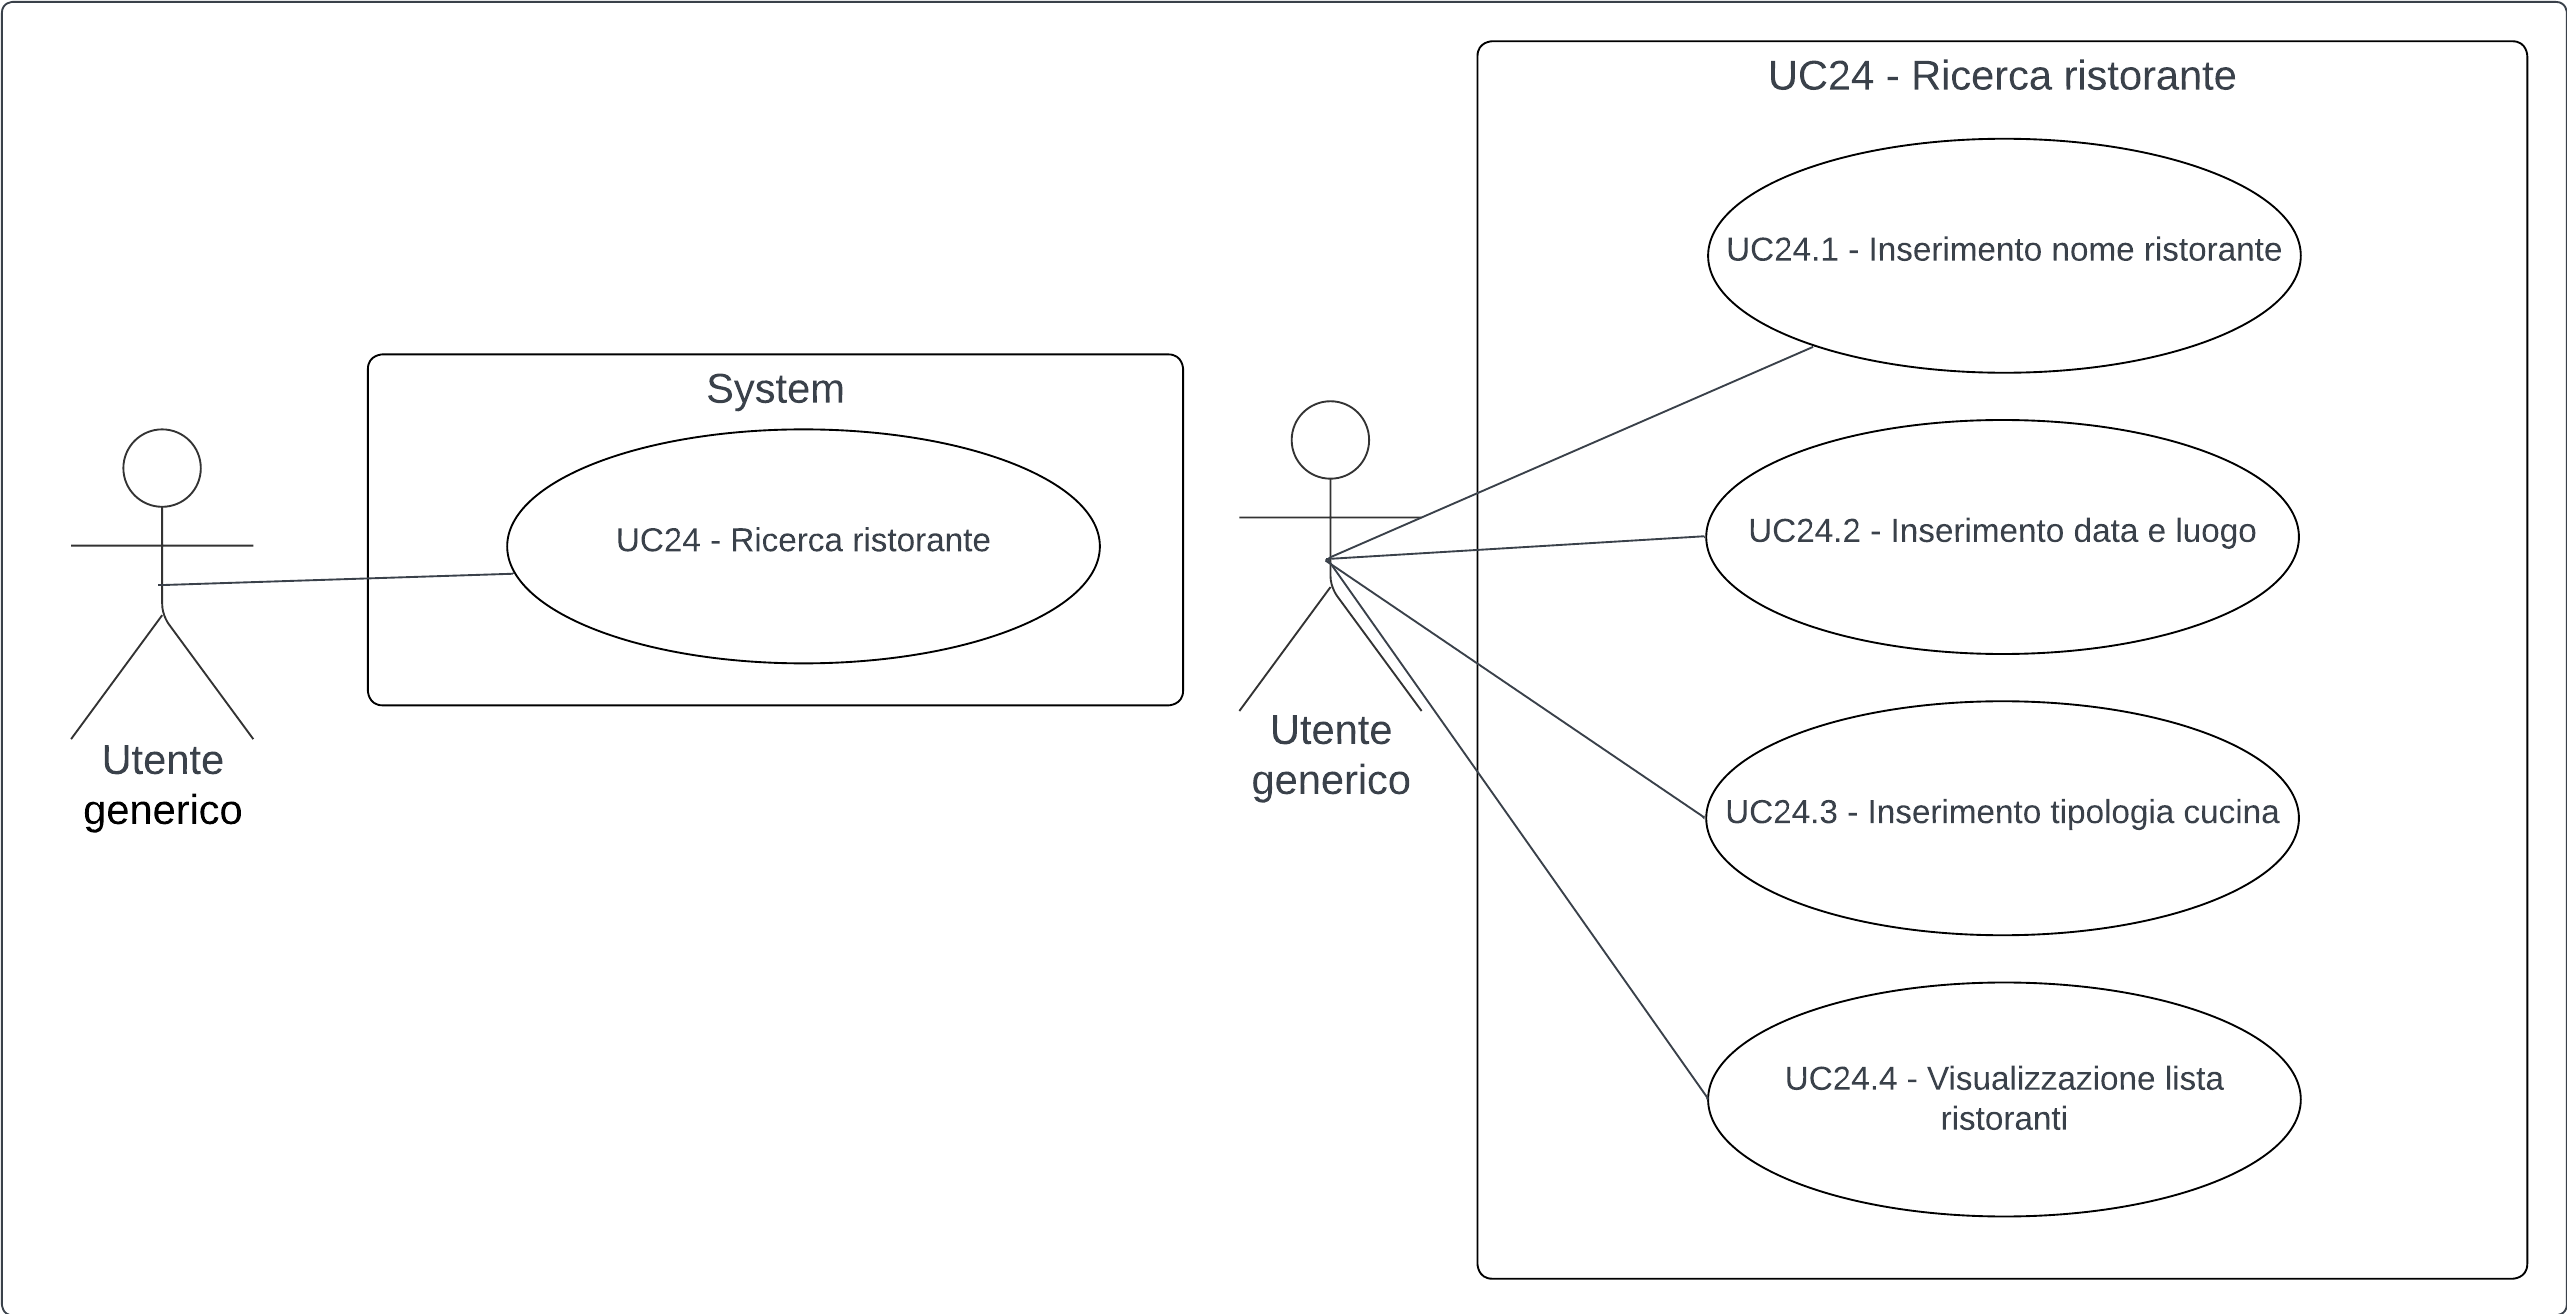 System
UC24 - Ricerca ristorante
Utente
generico
UC24 - Ricerca ristorante
UC24.1 - Inserimento nome ristorante
UC24.2 - Inserimento data e luogo
UC24.3 - Inserimento tipologia cucina
UC24.4 - Visualizzazione lista
ristoranti
Utente
generico